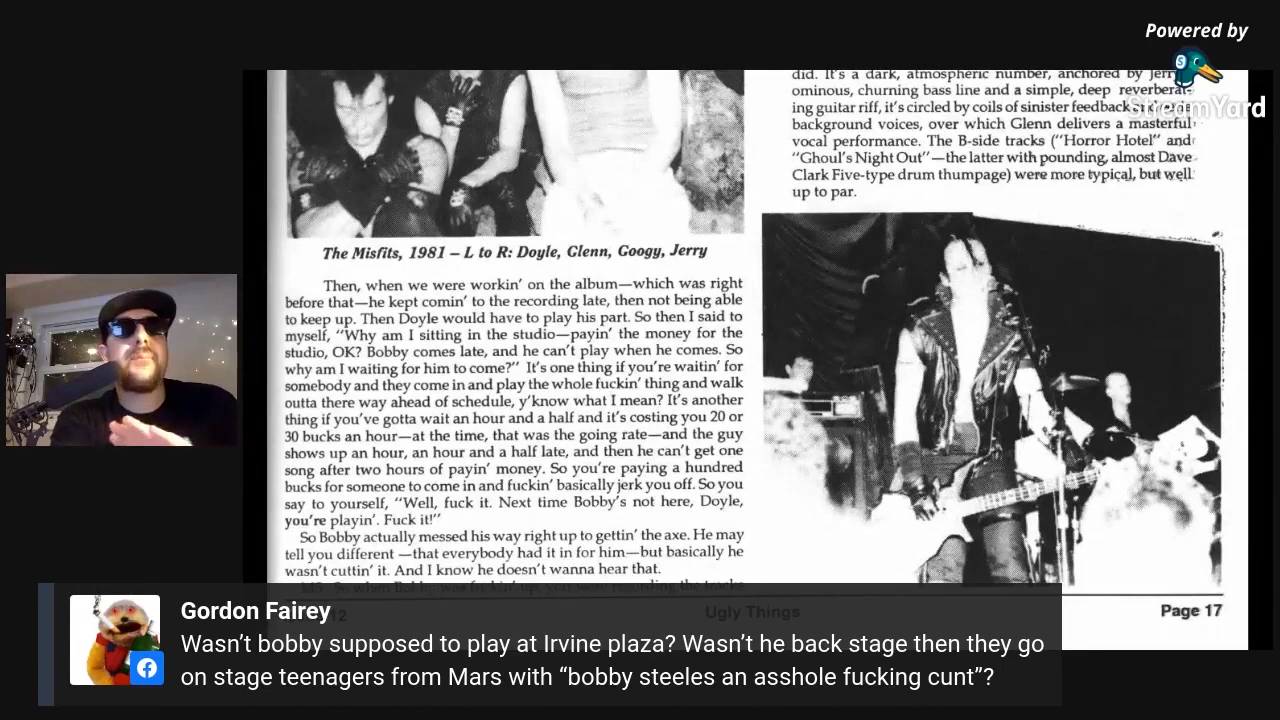 Powered by
StreamYard
did. It's a dark, atmospheric number, anchored by Jerry's
ominous, churning bass line and a simple, deep reverberat-
ing guitar riff, it's circled by coils of sinister feedback
background voices, over which Glenn delivers a masterful
vocal performance. The B-side tracks ("Horror Hotel" and
"Ghoul's Night Out"—the latter with pounding, almost Dave
Clark Five-type drum thumpage) were more typical, but well
up to par.
The Misfits, 1981 – L to R: Doyle, Glenn, Googy, Jerry
Then, when we were workin' on the album—which was right
before that—he kept comin' to the recording late, then not being able
to keep up. Then Doyle would have to play his part. So then I said to
myself, "Why am I sitting in the studio—payin' the money for the
studio, OK? Bobby comes late, and he can't play when he comes. So
why am I waiting for him to come?" It's one thing if you're waitin' for
somebody and they come in and play the whole fuckin' thing and walk
outta there way ahead of schedule, y'know what I mean? It's another
thing if you've gotta wait an hour and a half and it's costing you 20 or
30 bucks an hour—at the time, that was the going rate—and the guy
shows up an hour, an hour and a half late, and then he can't get one
song after two hours of payin' money. So you're paying a hundred
bucks for someone to come in and fuckin' basically jerk you off. So you
say to yourself, "Well, fuck it. Next time Bobby's not here, Doyle,
you're playin'. Fuck it!"
So Bobby actually messed his way right up to gettin' the axe. He may
tell you different —that everybody had it in for him—but basically he
wasn't cuttin' it. And I know he doesn't wanna hear that.
So when Bobby was fuckin' up, you were recording the tracks
12
Ugly Things
Page 17
Gordon Fairey
Wasn't bobby supposed to play at Irvine plaza? Wasn't he back stage then they go
on stage teenagers from Mars with "bobby steeles an asshole fucking cunt"?